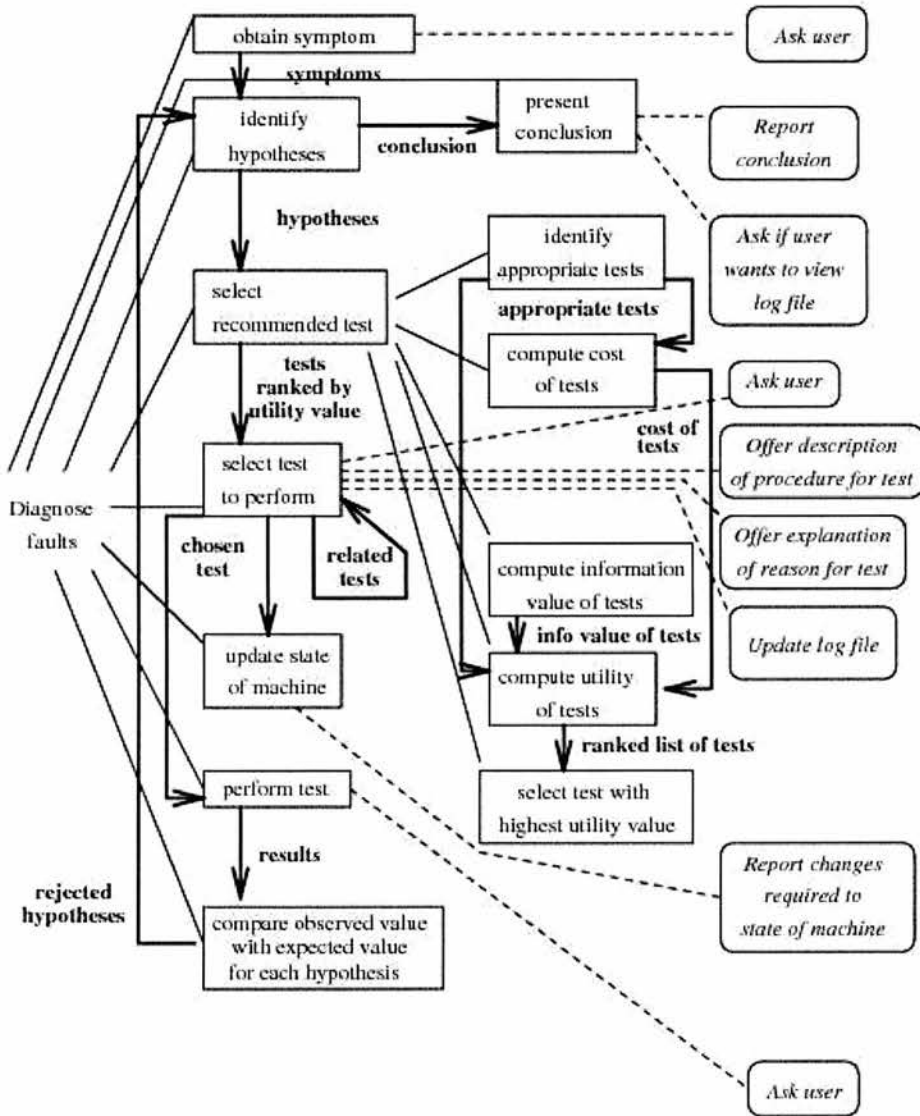 obtain symptom
Ask user
symptoms
identify
hypotheses
conclusion
present
conclusion
Report
conclusion
hypotheses
Ask if user
wants to view
log file
identify
appropriate tests
appropriate tests
select
recommended test
compute cost
of tests
tests
ranked by
utility value
Ask user
cost of
tests
select test
to perform
Offer description
of procedure for test
Diagnose
faults
chosen
test
related
tests
Offer explanation
of reason for test
compute information
value of tests
info value of tests
Update log file
update state
of machine
compute utility
of tests
ranked list of tests
perform test
select test with
highest utility value
results
rejected
hypotheses
compare observed value
with expected value
for each hypothesis
Report changes
required to
state of machine
Ask user